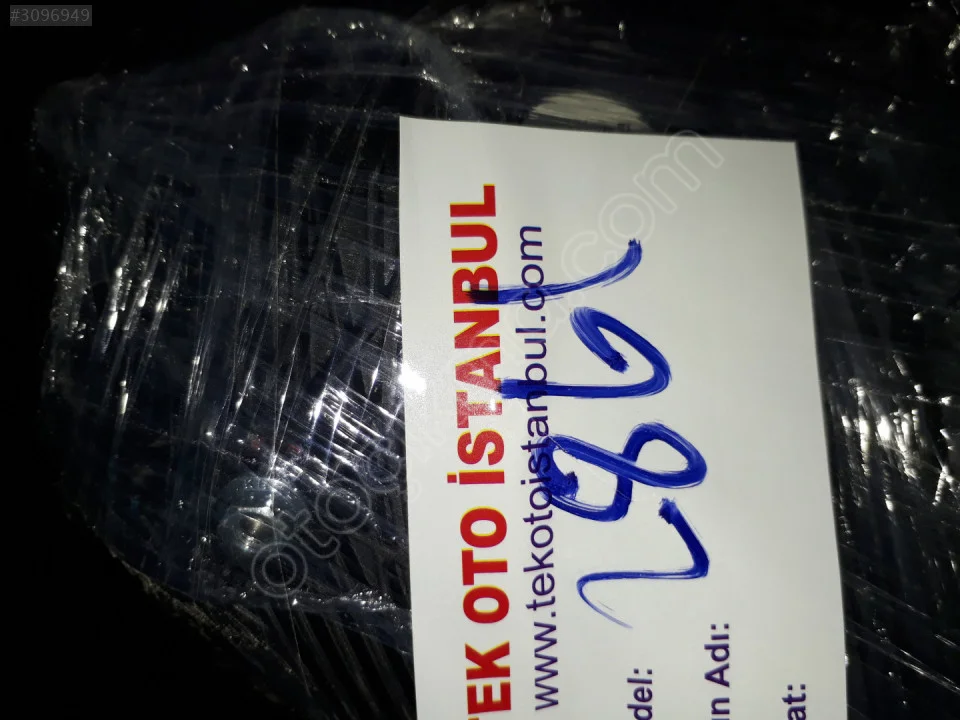 #3096949
TEK OTO İSTANBUL
www.tekotoistanbul.com
del:
n Adı:
at: